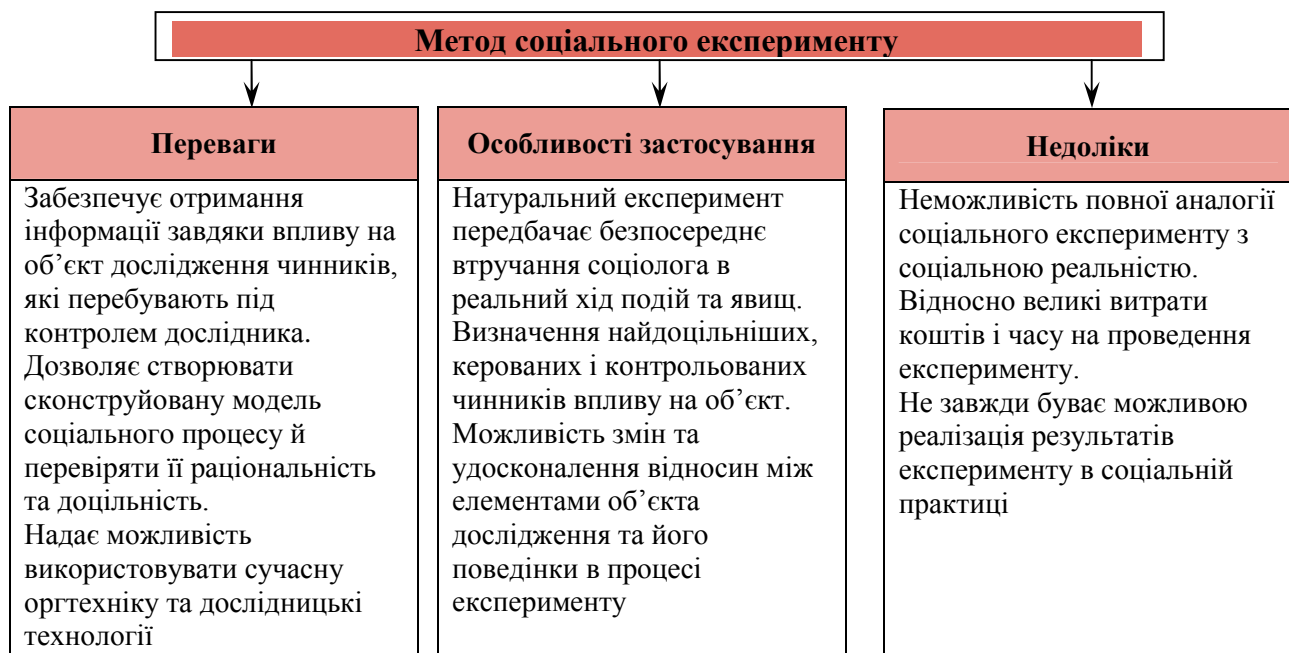 Метод соціального експерименту
Переваги
Забезпечує отримання
інформації завдяки впливу на
об’єкт дослідження чинників,
які перебувають під
контролем дослідника.
Дозволяє створювати
сконструйовану модель
соціального процесу й
перевіряти її раціональність
та доцільність.
Надає можливість
використовувати сучасну
оргтехніку та дослідницькі
технології
Особливості застосування
Натуральний експеримент
передбачає безпосереднє
втручання соціолога в
реальний хід подій та явищ.
Визначення найдоцільніших,
керованих і контрольованих
чинників впливу на об’єкт.
Можливість змін та
удосконалення відносин між
елементами об’єкта
дослідження та його
поведінки в процесі
експерименту
Недоліки
Неможливість повної аналогії
соціального експерименту з
соціальною реальністю.
Відносно великі витрати
коштів і часу на проведення
експерименту.
Не завжди буває можливою
реалізація результатів
експерименту в соціальній
практиці